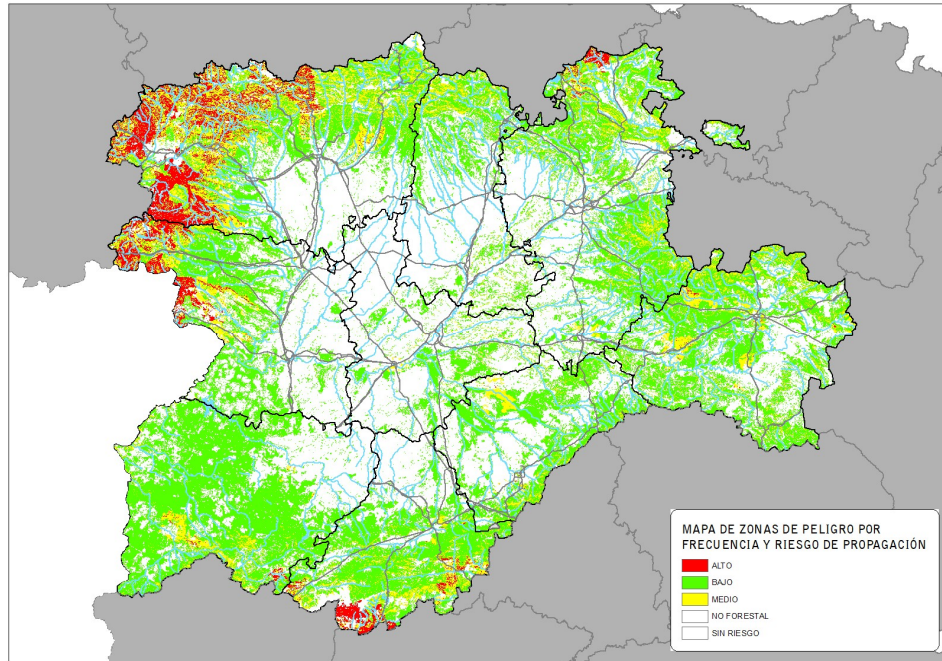 MAPA DE ZONAS DE PELIGRO POR
FRECUENCIA Y RIESGO DE PROPAGACIÓN
ALTO
BAJO
MEDIO
NO FORESTAL
SIN RIESGO